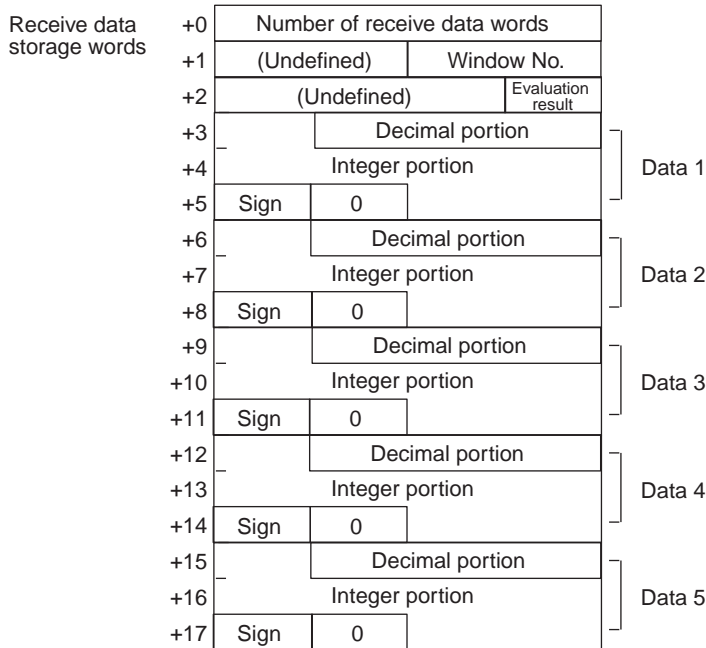 Receive data
storage words
+0 Number of receive data words
+1 (Undefined) Window No.
+2 (Undefined) Evaluation
result
+3 Decimal portion
+4 Integer portion Data 1
+5 Sign 0
+6 Decimal portion
+7 Integer portion Data 2
+8 Sign 0
+9 Decimal portion
+10 Integer portion Data 3
+11 Sign 0
+12 Decimal portion
+13 Integer portion Data 4
+14 Sign 0
+15 Decimal portion
+16 Integer portion Data 5
+17 Sign 0